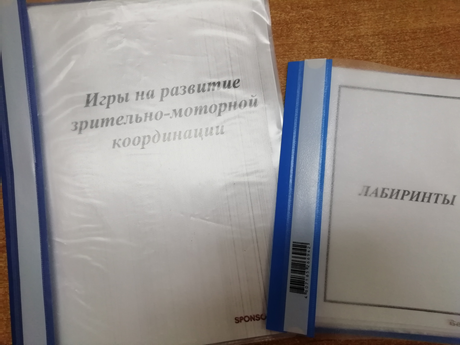 Игры на развитие
зрительно-моторной
координации
ЛАБИРИНТЫ